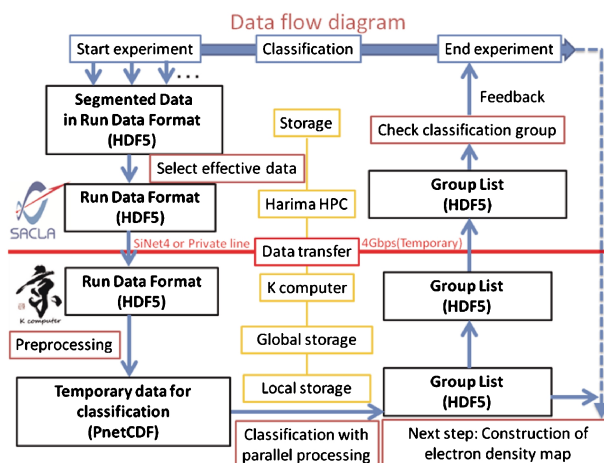 Data flow diagram
Start experiment
Classification
End experiment
...
Segmented Data
in Run Data Format
(HDF5)
Storage
Feedback
Check classification group
Select effective data
Run Data Format
(HDF5)
Harima HPC
Group List
(HDF5)
SACLA
SiNet4 or Private line
Data transfer
4Gbps(Temporary)
京
K computer
Run Data Format
(HDF5)
K computer
Group List
(HDF5)
Preprocessing
Global storage
Temporary data for
classification
(PnetCDF)
Local storage
Group List
(HDF5)
Classification with
parallel processing
Next step: Construction of
electron density map